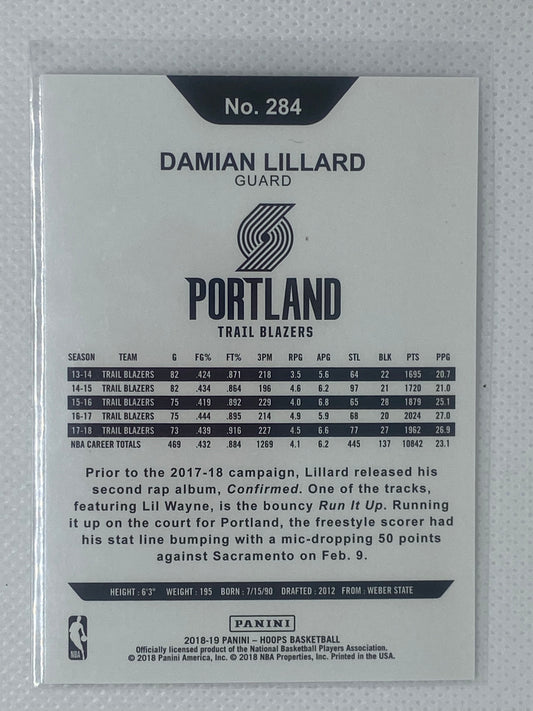 No. 284
DAMIAN LILLARD
GUARD
PORTLAND
TRAIL BLAZERS
SEASON TEAM G FG% FT% 3PM RPG APG STL BLK PTS PPG
13-14 TRAIL BLAZERS 82 .424 .871 218 3.5 5.6 64 22 1695 20.7
14-15 TRAIL BLAZERS 82 .434 .864 196 4.6 6.2 97 21 1720 21.0
15-16 TRAIL BLAZERS 75 .419 .892 229 4.0 6.8 65 28 1879 25.1
16-17 TRAIL BLAZERS 75 .444 .895 214 4.9 5.9 68 20 2024 27.0
17-18 TRAIL BLAZERS 73 .439 .916 227 4.5 6.6 77 27 1962 26.9
NBA CAREER TOTALS 469 .432 .884 1269 4.1 6.2 445 137 10842 23.1
Prior to the 2017-18 campaign, Lillard released his
second rap album, Confirmed. One of the tracks,
featuring Lil Wayne, is the bouncy Run It Up. Running
it up on the court for Portland, the freestyle scorer had
his stat line bumping with a mic-dropping 50 points
against Sacramento on Feb. 9.
HEIGHT : 6'3" WEIGHT : 195 BORN : 7/15/90 DRAFTED : 2012 FROM : WEBER STATE
PANINI
2018-19 PANINI – HOOPS BASKETBALL
Officially licensed product of the National Basketball Players Association.
© 2018 Panini America, Inc. © 2018 NBA Properties, Inc. Printed in the USA.
NBA